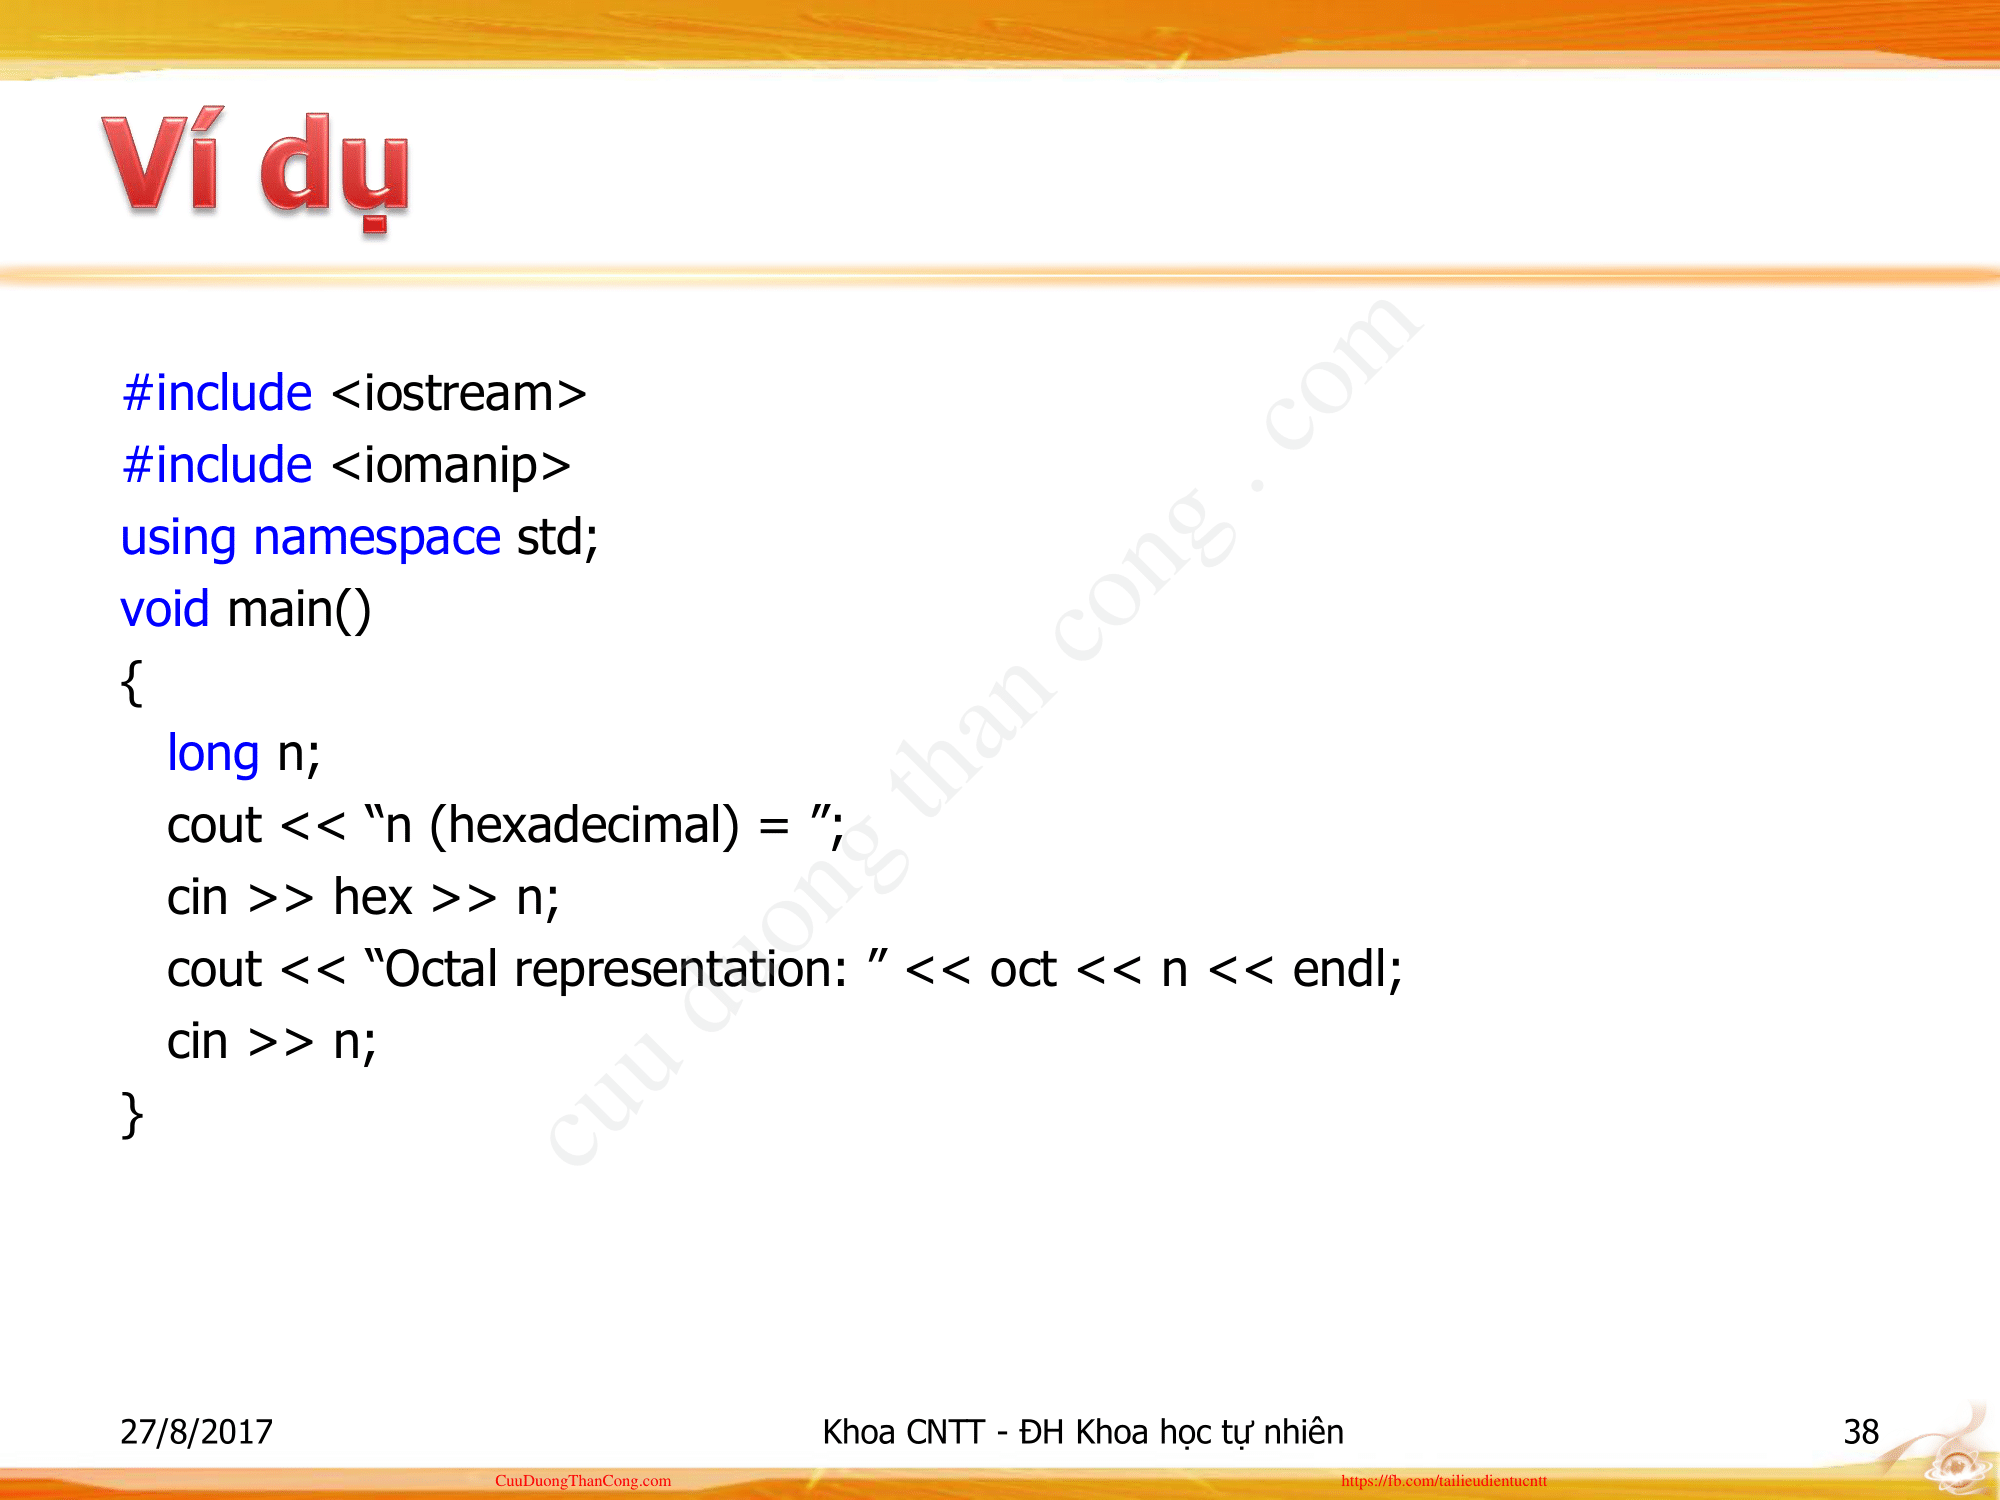 Ví dụ
#include <iostream>
#include <iomanip>
using namespace std;
void main()
{
long n;
cout << “n (hexadecimal) = ”;
cin >> hex >> n;
cout << “Octal representation: ” << oct << n << endl;
cin >> n;
}
cuu duong than cong . com
27/8/2017
Khoa CNTT - ĐH Khoa học tự nhiên
38
CuuDuongThanCong.com
https://fb.com/tailieudientucntt